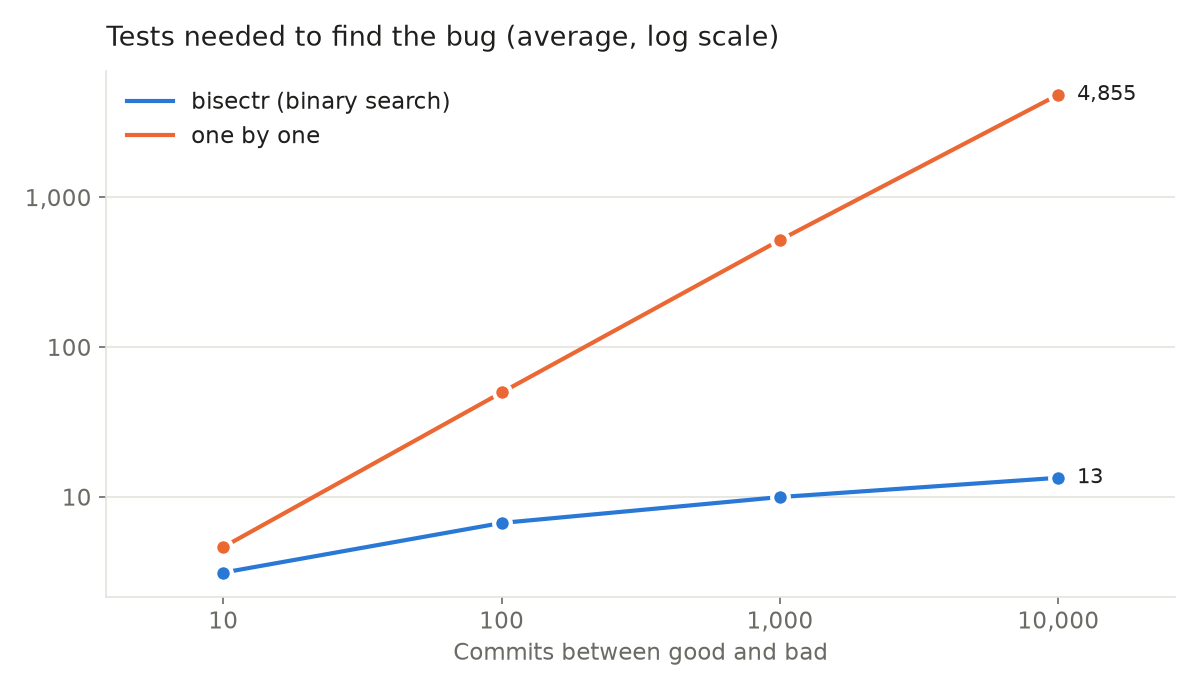 Tests needed to find the bug (average, log scale)
bisectr (binary search)
one by one
4,855
1,000
100
10
13
10
100
1,000
10,000
Commits between good and bad